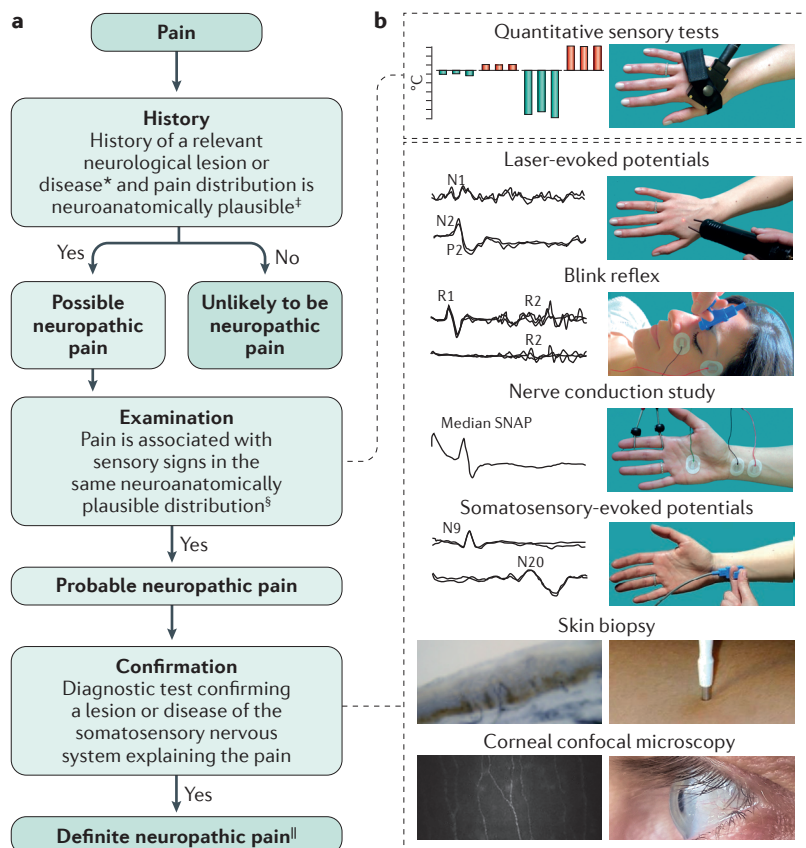 a
Pain
History
History of a relevant
neurological lesion or
disease* and pain distribution is
neuroanatomically plausible‡
Yes
No
Possible
neuropathic
pain
Unlikely to be
neuropathic
pain
Examination
Pain is associated with
sensory signs in the
same neuroanatomically
plausible distribution§
Yes
Probable neuropathic pain
Confirmation
Diagnostic test confirming
a lesion or disease of the
somatosensory nervous
system explaining the pain
Yes
Definite neuropathic pain||
b
Quantitative sensory tests
°C
Laser-evoked potentials
N1
N2
P2
Blink reflex
R1
R2
R2
Nerve conduction study
Median SNAP
Somatosensory-evoked potentials
N9
N20
Skin biopsy
Corneal confocal microscopy